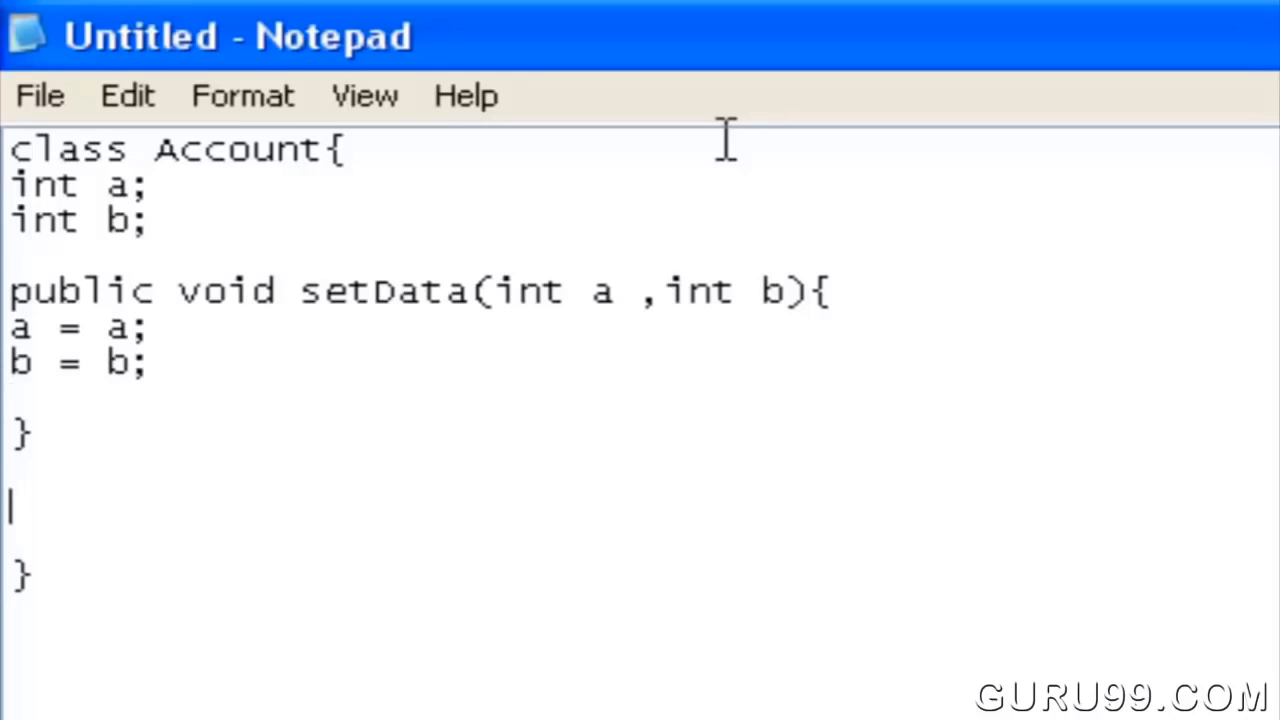 Untitled - Notepad
File Edit Format View Help
class Account{
int a;
int b;
public void setData(int a ,int b){
a = a;
b = b;
}
}
GURU99.COM